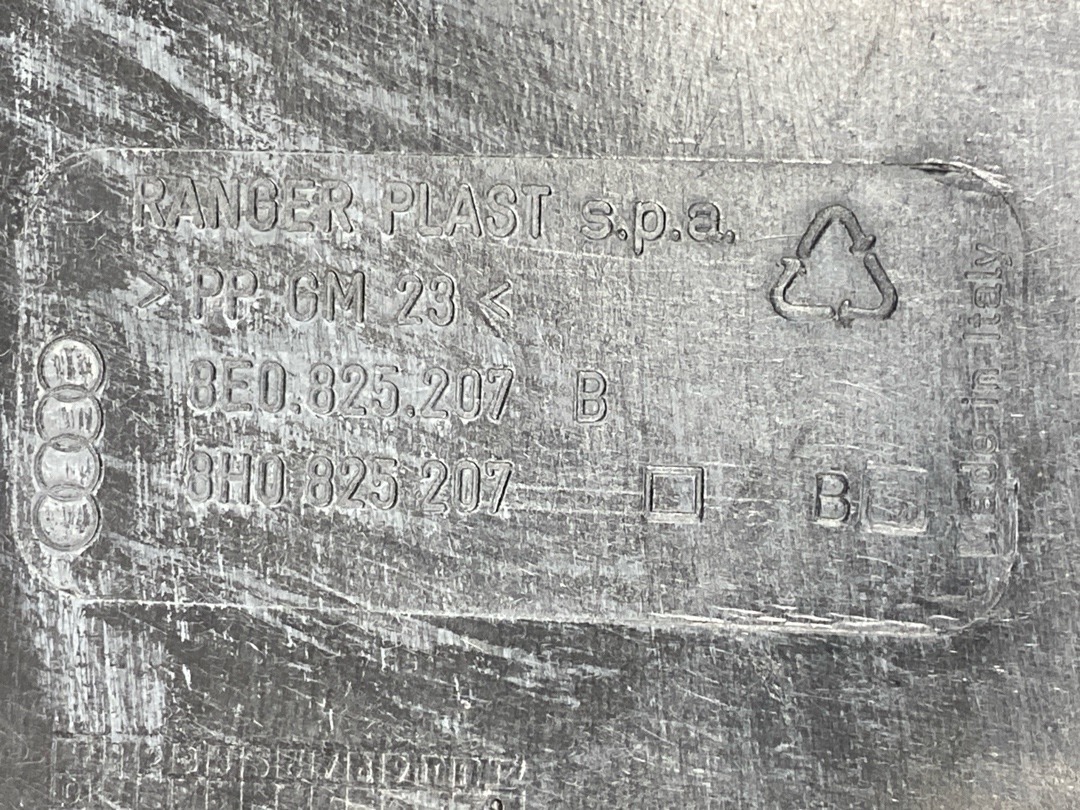 RANGER PLAST s.p.a.
> PP GM 23 <
8E0.825.207 B
8H0 825 207 B
Made in Italy